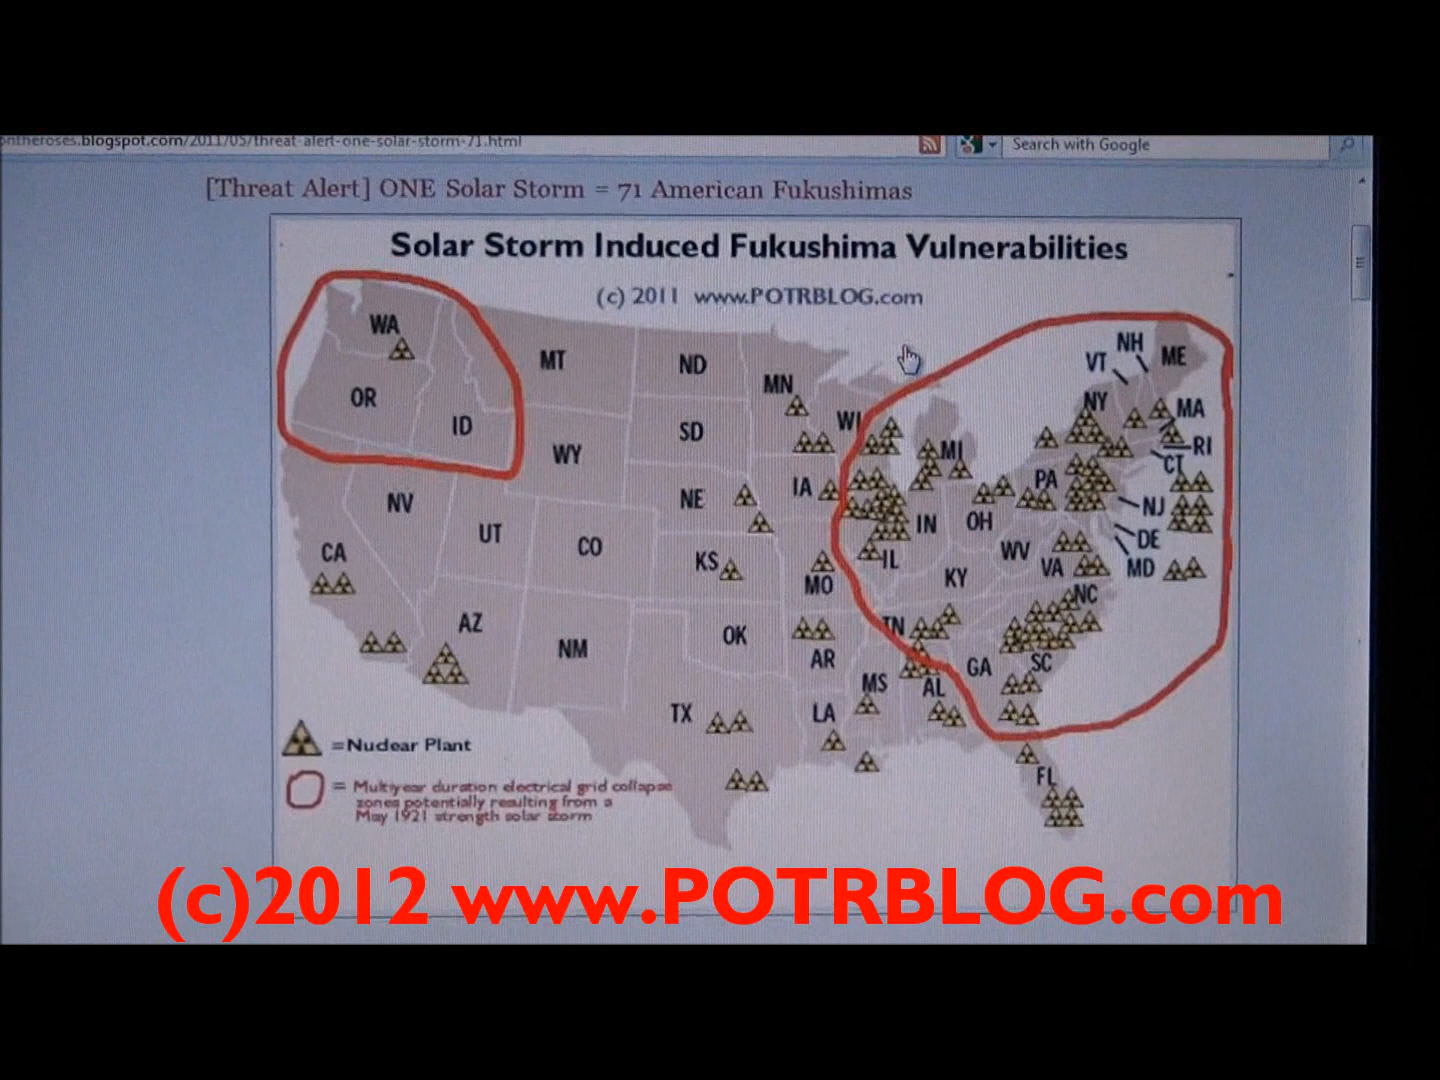 ontheroses.blogspot.com/2011/05/threat-alert-one-solar-storm-71.html
Search with Google
[Threat Alert] ONE Solar Storm = 71 American Fukushimas
Solar Storm Induced Fukushima Vulnerabilities
(c) 2011 www.POTRBLOG.com
WA
MT
ND
MN
VT
NH
ME
OR
ID
SD
WI
NY
MA
WY
MI
RI
CT
NV
NE
IA
PA
NJ
UT
CO
IN
OH
DE
CA
KS
MO
IL
WV
KY
VA
MD
AZ
NM
OK
AR
TN
NC
TX
LA
MS
AL
GA
SC
FL
=Nuclear Plant
= Multiyear duration electrical grid collapse
zones potentially resulting from a
May 1921 strength solar storm
(c)2012 www.POTRBLOG.com